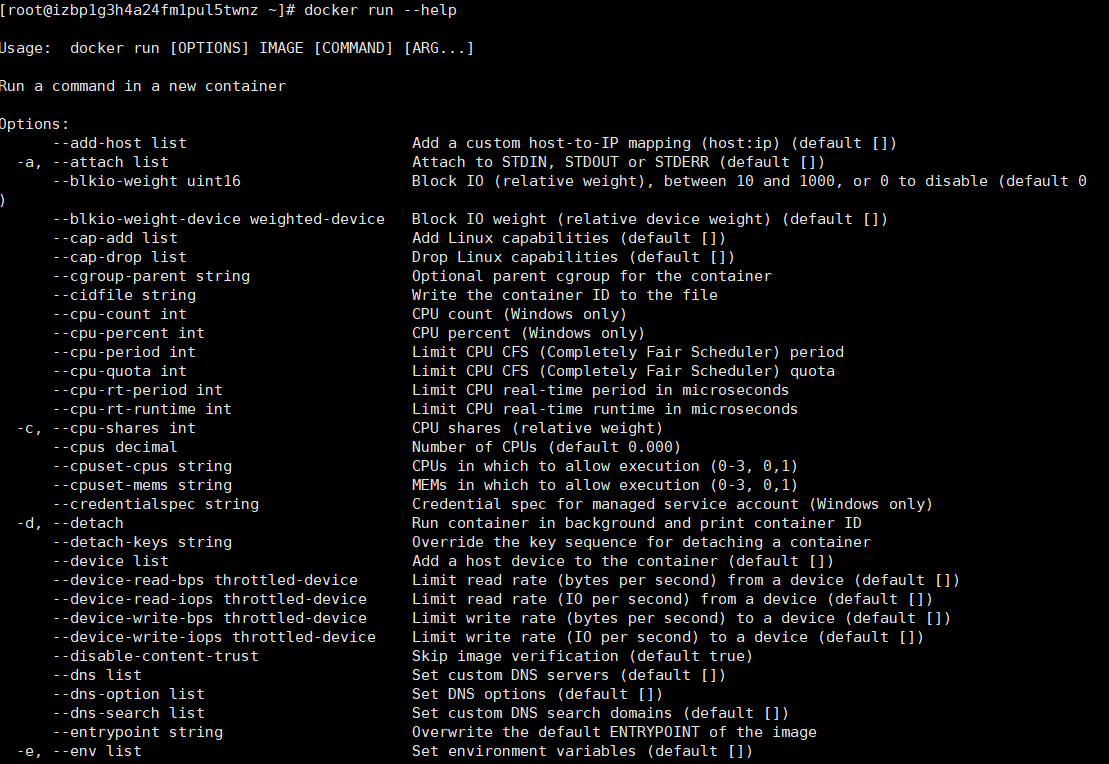 [root@izbp1g3h4a24fm1pul5twnz ~]# docker run --help

Usage:  docker run [OPTIONS] IMAGE [COMMAND] [ARG...]

Run a command in a new container

Options:
      --add-host list                         Add a custom host-to-IP mapping (host:ip) (default [])
  -a, --attach list                           Attach to STDIN, STDOUT or STDERR (default [])
      --blkio-weight uint16                   Block IO (relative weight), between 10 and 1000, or 0 to disable (default 0
)
      --blkio-weight-device weighted-device   Block IO weight (relative device weight) (default [])
      --cap-add list                          Add Linux capabilities (default [])
      --cap-drop list                         Drop Linux capabilities (default [])
      --cgroup-parent string                  Optional parent cgroup for the container
      --cidfile string                        Write the container ID to the file
      --cpu-count int                         CPU count (Windows only)
      --cpu-percent int                       CPU percent (Windows only)
      --cpu-period int                        Limit CPU CFS (Completely Fair Scheduler) period
      --cpu-quota int                         Limit CPU CFS (Completely Fair Scheduler) quota
      --cpu-rt-period int                     Limit CPU real-time period in microseconds
      --cpu-rt-runtime int                    Limit CPU real-time runtime in microseconds
  -c, --cpu-shares int                        CPU shares (relative weight)
      --cpus decimal                          Number of CPUs (default 0.000)
      --cpuset-cpus string                    CPUs in which to allow execution (0-3, 0,1)
      --cpuset-mems string                    MEMs in which to allow execution (0-3, 0,1)
      --credentialspec string                 Credential spec for managed service account (Windows only)
  -d, --detach                                Run container in background and print container ID
      --detach-keys string                    Override the key sequence for detaching a container
      --device list                           Add a host device to the container (default [])
      --device-read-bps throttled-device      Limit read rate (bytes per second) from a device (default [])
      --device-read-iops throttled-device     Limit read rate (IO per second) from a device (default [])
      --device-write-bps throttled-device     Limit write rate (bytes per second) to a device (default [])
      --device-write-iops throttled-device    Limit write rate (IO per second) to a device (default [])
      --disable-content-trust                 Skip image verification (default true)
      --dns list                              Set custom DNS servers (default [])
      --dns-option list                       Set DNS options (default [])
      --dns-search list                       Set custom DNS search domains (default [])
      --entrypoint string                     Overwrite the default ENTRYPOINT of the image
  -e, --env list                              Set environment variables (default [])